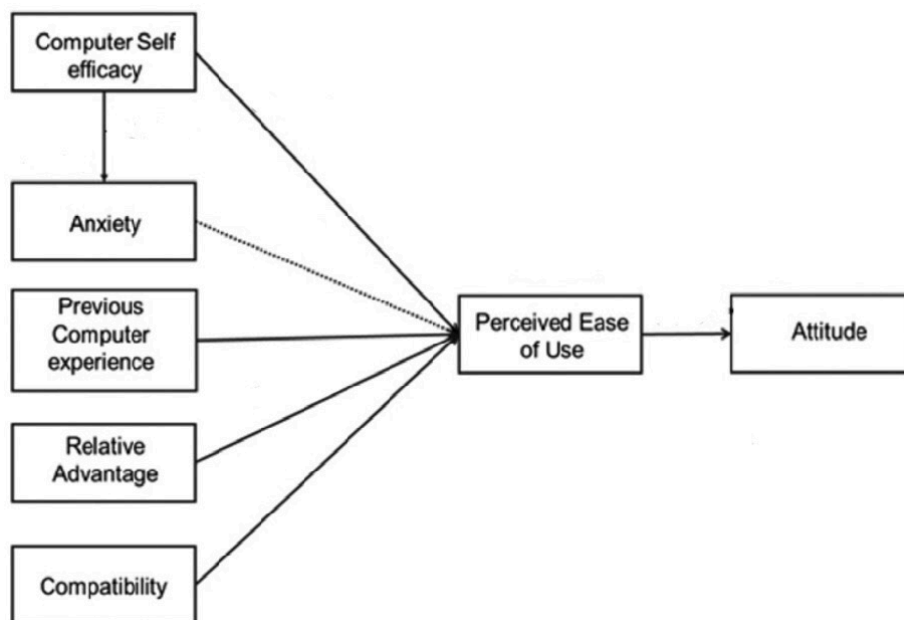 Computer Self
efficacy
Anxiety
Previous
Computer
experience
Relative
Advantage
Compatibility
Perceived Ease
of Use
Attitude